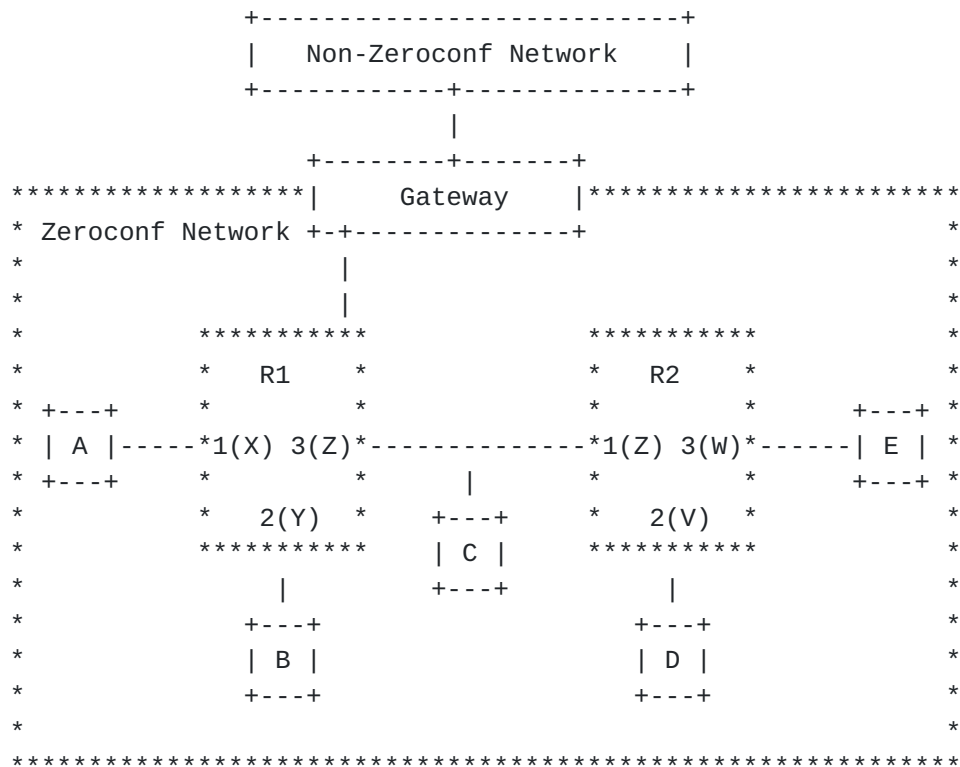 Non-Zeroconf Network
Gateway
Zeroconf Network
R1 R2
A 1(X) 3(Z) 1(Z) 3(W) E
2(Y) 2(V)
C
B D